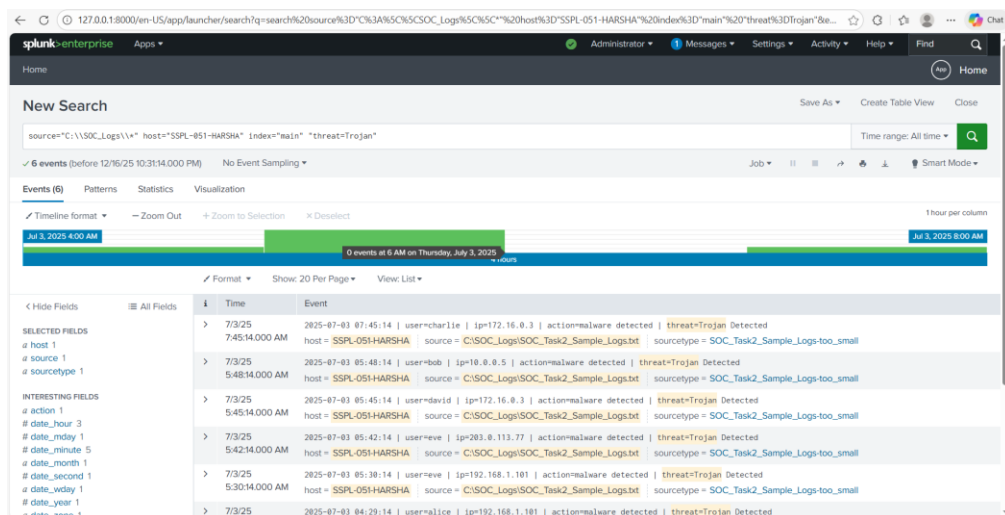 127.0.0.1:8000/en-US/app/launcher/search?q=search%20source%3D"C%3A%5C%5CSOC_Logs%5C%5C*"%20host%3D"SSPL-051-HARSHA"%20index%3D"main"%20"threat%3DTrojan"&e...
Chat
splunk>enterprise Apps
Administrator 1 Messages Settings Activity Help Find
Home App Home
New Search Save As Create Table View Close
source="C:\\SOC_Logs\\*" host="SSPL-051-HARSHA" index="main" "threat=Trojan" Time range: All time
✓ 6 events (before 12/16/25 10:31:14.000 PM) No Event Sampling Job Smart Mode
Events (6) Patterns Statistics Visualization
Timeline format — Zoom Out + Zoom to Selection × Deselect 1 hour per column
Jul 3, 2025 4:00 AM Jul 3, 2025 8:00 AM
0 events at 6 AM on Thursday, July 3, 2025
4 hours
Format Show: 20 Per Page View: List
< Hide Fields All Fields i Time Event
SELECTED FIELDS
a host 1
a source 1
a sourcetype 1
INTERESTING FIELDS
a action 1
# date_hour 3
# date_mday 1
# date_minute 5
a date_month 1
# date_second 1
a date_wday 1
# date_year 1
a date_zone 1
> 7/3/25 2025-07-03 07:45:14 | user=charlie | ip=172.16.0.3 | action=malware detected | threat=Trojan Detected
7:45:14.000 AM host = SSPL-051-HARSHA source = C:\SOC_Logs\SOC_Task2_Sample_Logs.txt sourcetype = SOC_Task2_Sample_Logs-too_small
> 7/3/25 2025-07-03 05:48:14 | user=bob | ip=10.0.0.5 | action=malware detected | threat=Trojan Detected
5:48:14.000 AM host = SSPL-051-HARSHA source = C:\SOC_Logs\SOC_Task2_Sample_Logs.txt sourcetype = SOC_Task2_Sample_Logs-too_small
> 7/3/25 2025-07-03 05:45:14 | user=david | ip=172.16.0.3 | action=malware detected | threat=Trojan Detected
5:45:14.000 AM host = SSPL-051-HARSHA source = C:\SOC_Logs\SOC_Task2_Sample_Logs.txt sourcetype = SOC_Task2_Sample_Logs-too_small
> 7/3/25 2025-07-03 05:42:14 | user=eve | ip=203.0.113.77 | action=malware detected | threat=Trojan Detected
5:42:14.000 AM host = SSPL-051-HARSHA source = C:\SOC_Logs\SOC_Task2_Sample_Logs.txt sourcetype = SOC_Task2_Sample_Logs-too_small
> 7/3/25 2025-07-03 05:30:14 | user=eve | ip=192.168.1.101 | action=malware detected | threat=Trojan Detected
5:30:14.000 AM host = SSPL-051-HARSHA source = C:\SOC_Logs\SOC_Task2_Sample_Logs.txt sourcetype = SOC_Task2_Sample_Logs-too_small
> 7/3/25 2025-07-03 04:29:14 | user=alice | ip=192.168.1.101 | action=malware detected | threat=Trojan Detected